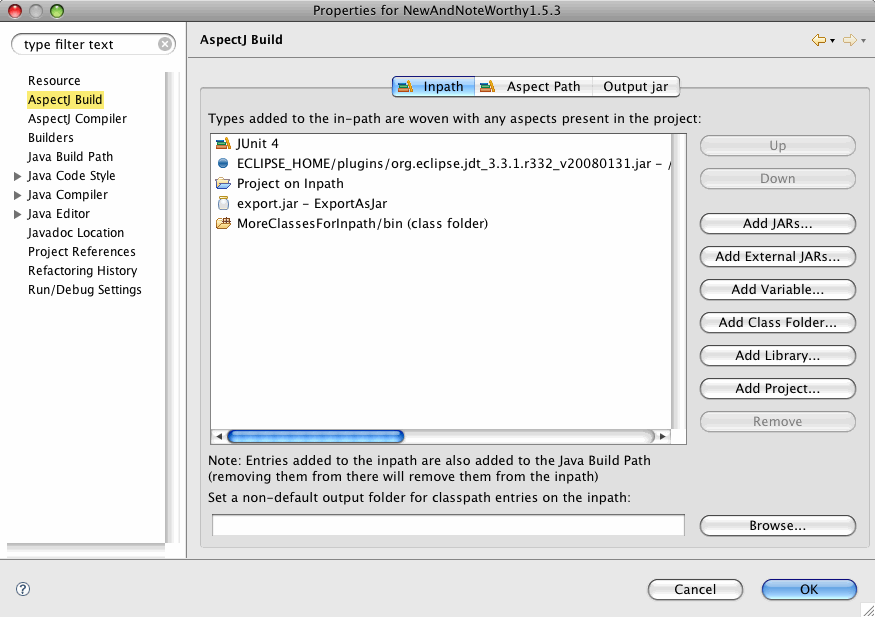 Properties for NewAndNoteWorthy1.5.3
type filter text
AspectJ Build
Resource
AspectJ Build
AspectJ Compiler
Builders
Java Build Path
Java Code Style
Java Compiler
Java Editor
Javadoc Location
Project References
Refactoring History
Run/Debug Settings
Inpath
Aspect Path
Output jar
Types added to the in-path are woven with any aspects present in the project:
JUnit 4
ECLIPSE_HOME/plugins/org.eclipse.jdt_3.3.1.r332_v20080131.jar - /
Project on Inpath
export.jar - ExportAsJar
MoreClassesForInpath/bin (class folder)
Up
Down
Add JARs...
Add External JARs...
Add Variable...
Add Class Folder...
Add Library...
Add Project...
Remove
Note: Entries added to the inpath are also added to the Java Build Path
(removing them from there will remove them from the inpath)
Set a non-default output folder for classpath entries on the inpath:
Browse...
?
Cancel
OK